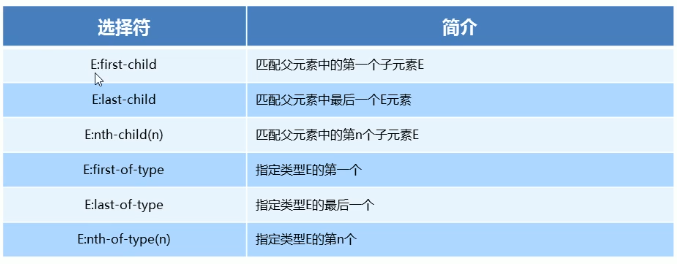 选择符 简介
E:first-child 匹配父元素中的第一个子元素E
E:last-child 匹配父元素中最后一个E元素
E:nth-child(n) 匹配父元素中的第n个子元素E
E:first-of-type 指定类型E的第一个
E:last-of-type 指定类型E的最后一个
E:nth-of-type(n) 指定类型E的第n个